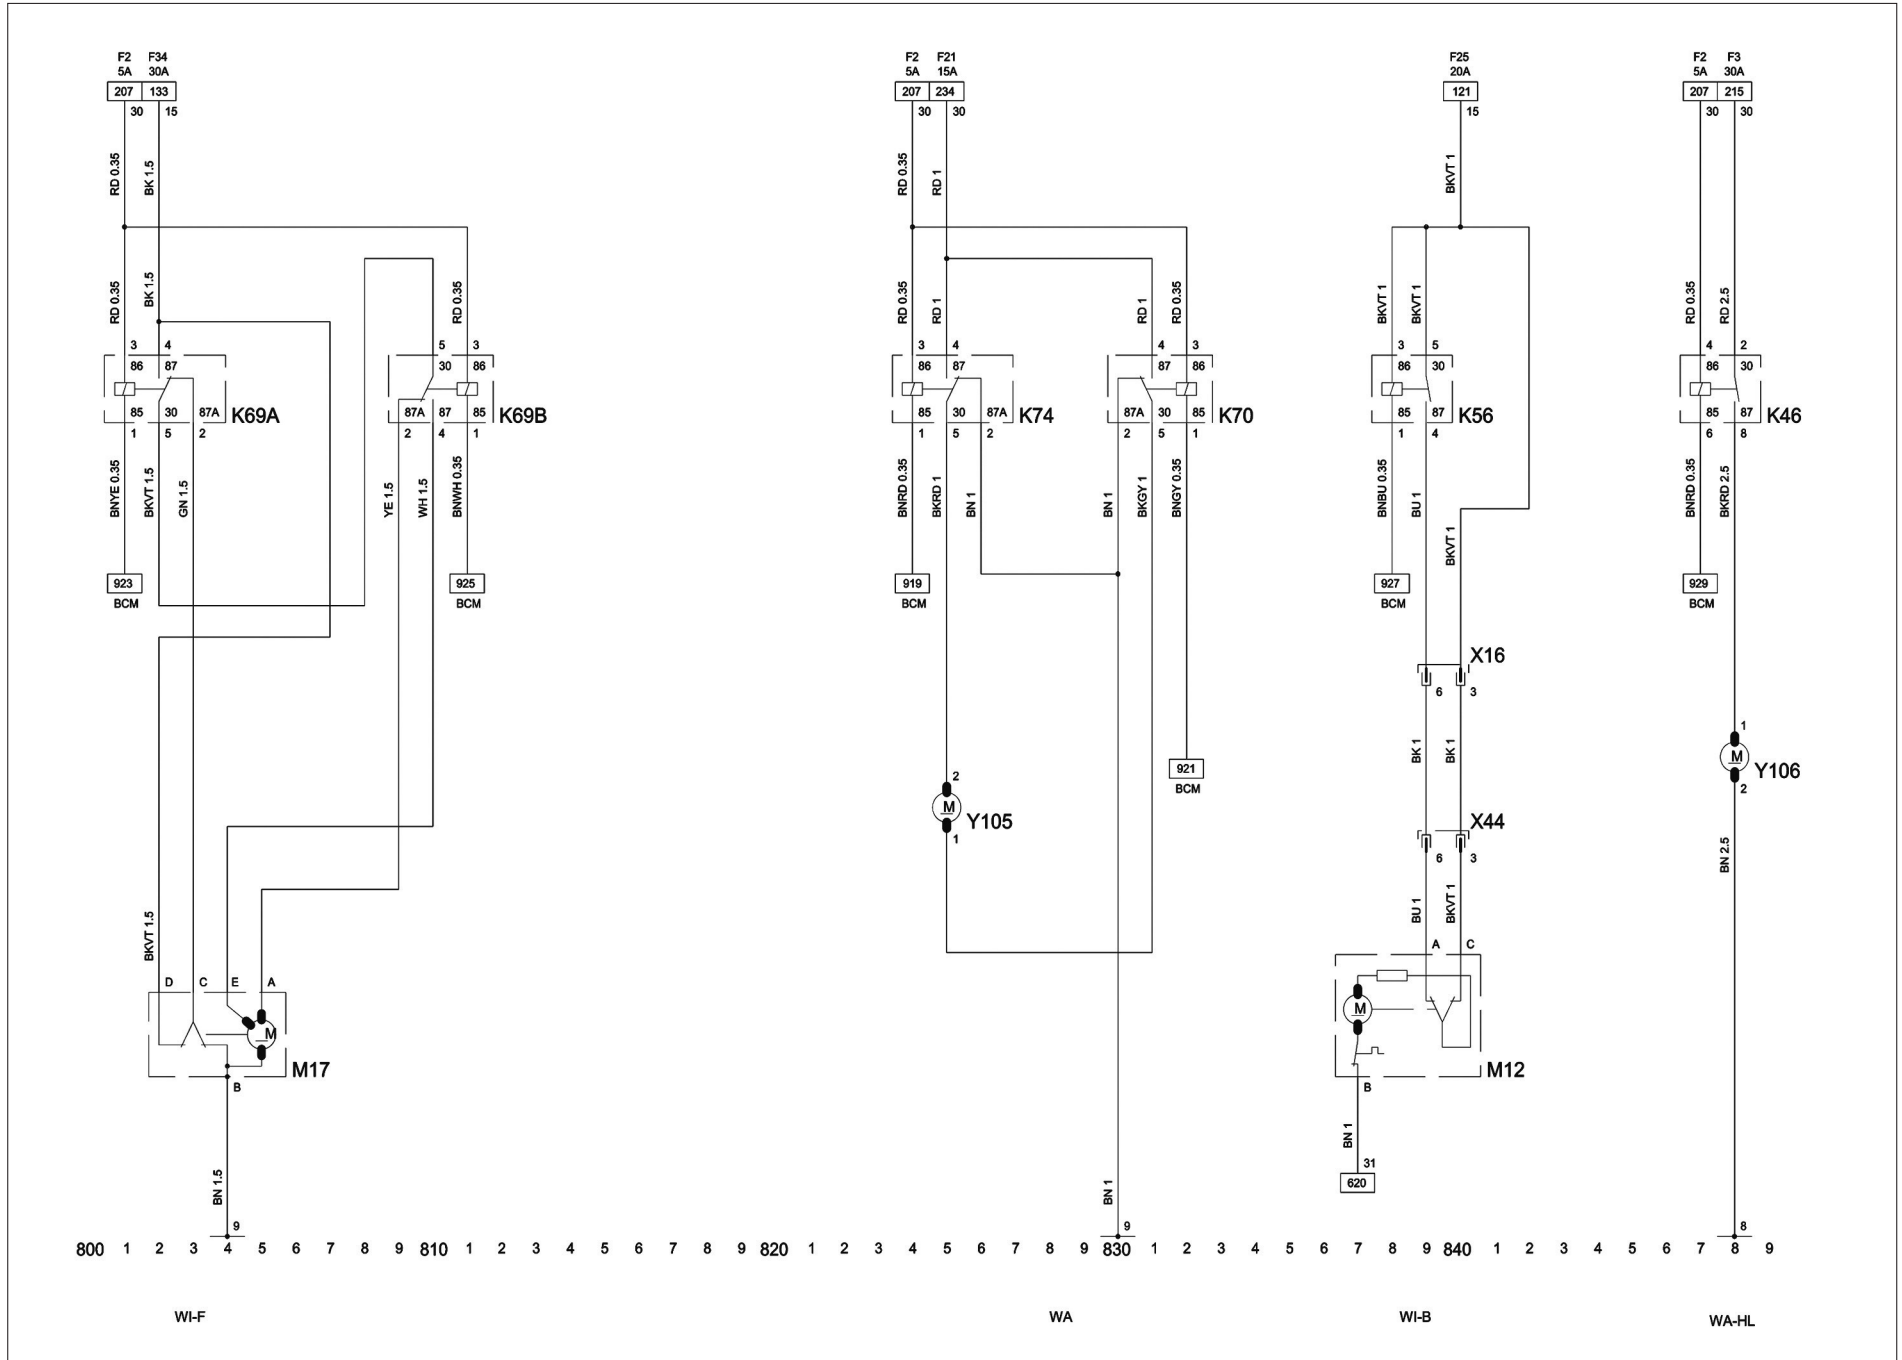 F2 F34 F2 F21 F25 F2 F3
5A 30A 5A 15A 20A 5A 30A
207 133 207 234 121 207 215
30 15 30 30 15 30 30
RD 0.35 BK 1.5 RD 0.35 RD 1 BKVT 1
RD 0.35 BK 1.5 RD 0.35 RD 0.35 RD 1 RD 1 RD 0.35 BKVT 1 BKVT 1 RD 0.35 RD 2.5
3 4 5 3 3 4 4 3 3 5 4 2
86 87 30 86 86 87 87 86 86 30 86 30
85 30 87A K69A 87A 87 85 K69B 85 30 87A K74 87A 30 85 K70 85 87 K56 85 87 K46
1 5 2 2 4 1 1 5 2 2 5 1 1 4 6 8
BNYE 0.35 BKVT 1.5 GN 1.5 YE 1.5 WH 1.5 BNWH 0.35 BNRD 0.35 BKRD 1 BN 1 BN 1 BKGY 1 BNGY 0.35 BNBU 0.35 BU 1 BKVT 1 BNRD 0.35 BKRD 2.5
923 925 919 927 929
BCM BCM BCM BCM BCM
X16
6 3
1
BK 1 BK 1
M Y106
921
2
BCM
2
M Y105
X44
1
6 3
BN 2.5
BKVT 1.5 BU 1 BKVT 1
A C
D C E A
M
M
M17 M12
B B
BN 1
31
620
BN 1.5 BN 1
9 9 8
800 1 2 3 4 5 6 7 8 9 810 1 2 3 4 5 6 7 8 9 820 1 2 3 4 5 6 7 8 9 830 1 2 3 4 5 6 7 8 9 840 1 2 3 4 5 6 7 8 9
WI-F WA WI-B WA-HL